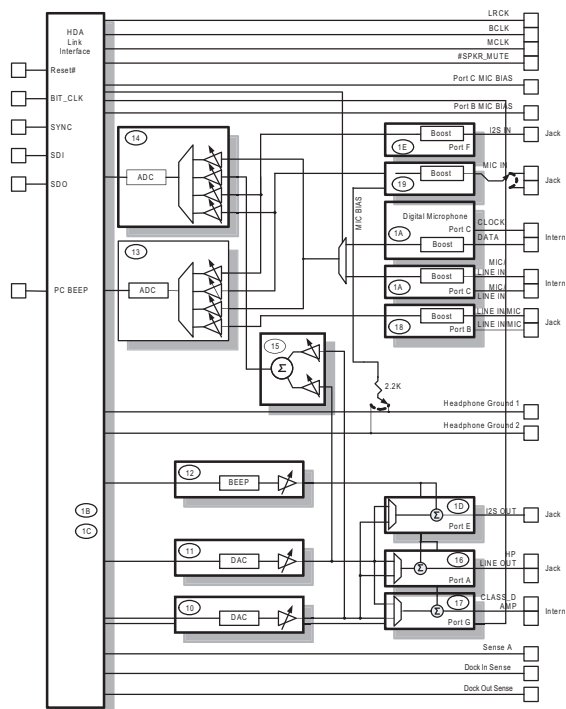 HDA
Link
Interface
Reset#
BIT_CLK
SYNC
SDI
SDO
PC BEEP
1B
1C
LRCK
BCLK
MCLK
#SPKR_MUTE
Port C MIC BIAS
Port B MIC BIAS
14
ADC
13
ADC
15
Σ
Boost
1E
Port F
I2S IN
Jack
Boost
19
MIC IN
Jack
MIC BIAS
Digital Microphone
Port C
1A
Boost
CLOCK
DATA
Intern
Boost
1A
Port C
MIC/
LINE IN
MIC/
LINE IN
Intern
Boost
18
Port B
LINE IN/MIC
LINE IN/MIC
Jack
2.2K
Headphone Ground 1
Headphone Ground 2
12
BEEP
1D
Σ
Port E
I2S OUT
Jack
11
DAC
16
Σ
Port A
HP
LINE OUT
Jack
10
DAC
17
Σ
Port G
CLASS_D
AMP
Intern
Sense A
Dock In Sense
Dock Out Sense